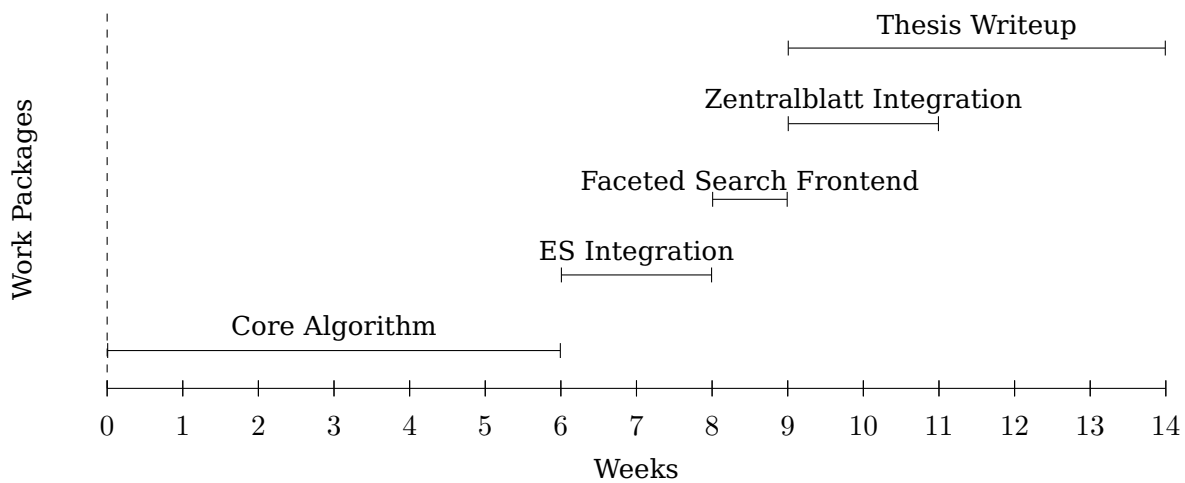 Thesis Writeup
Zentralblatt Integration
Faceted Search Frontend
ES Integration
Core Algorithm
Work Packages
0 1 2 3 4 5 6 7 8 9 10 11 12 13 14
Weeks